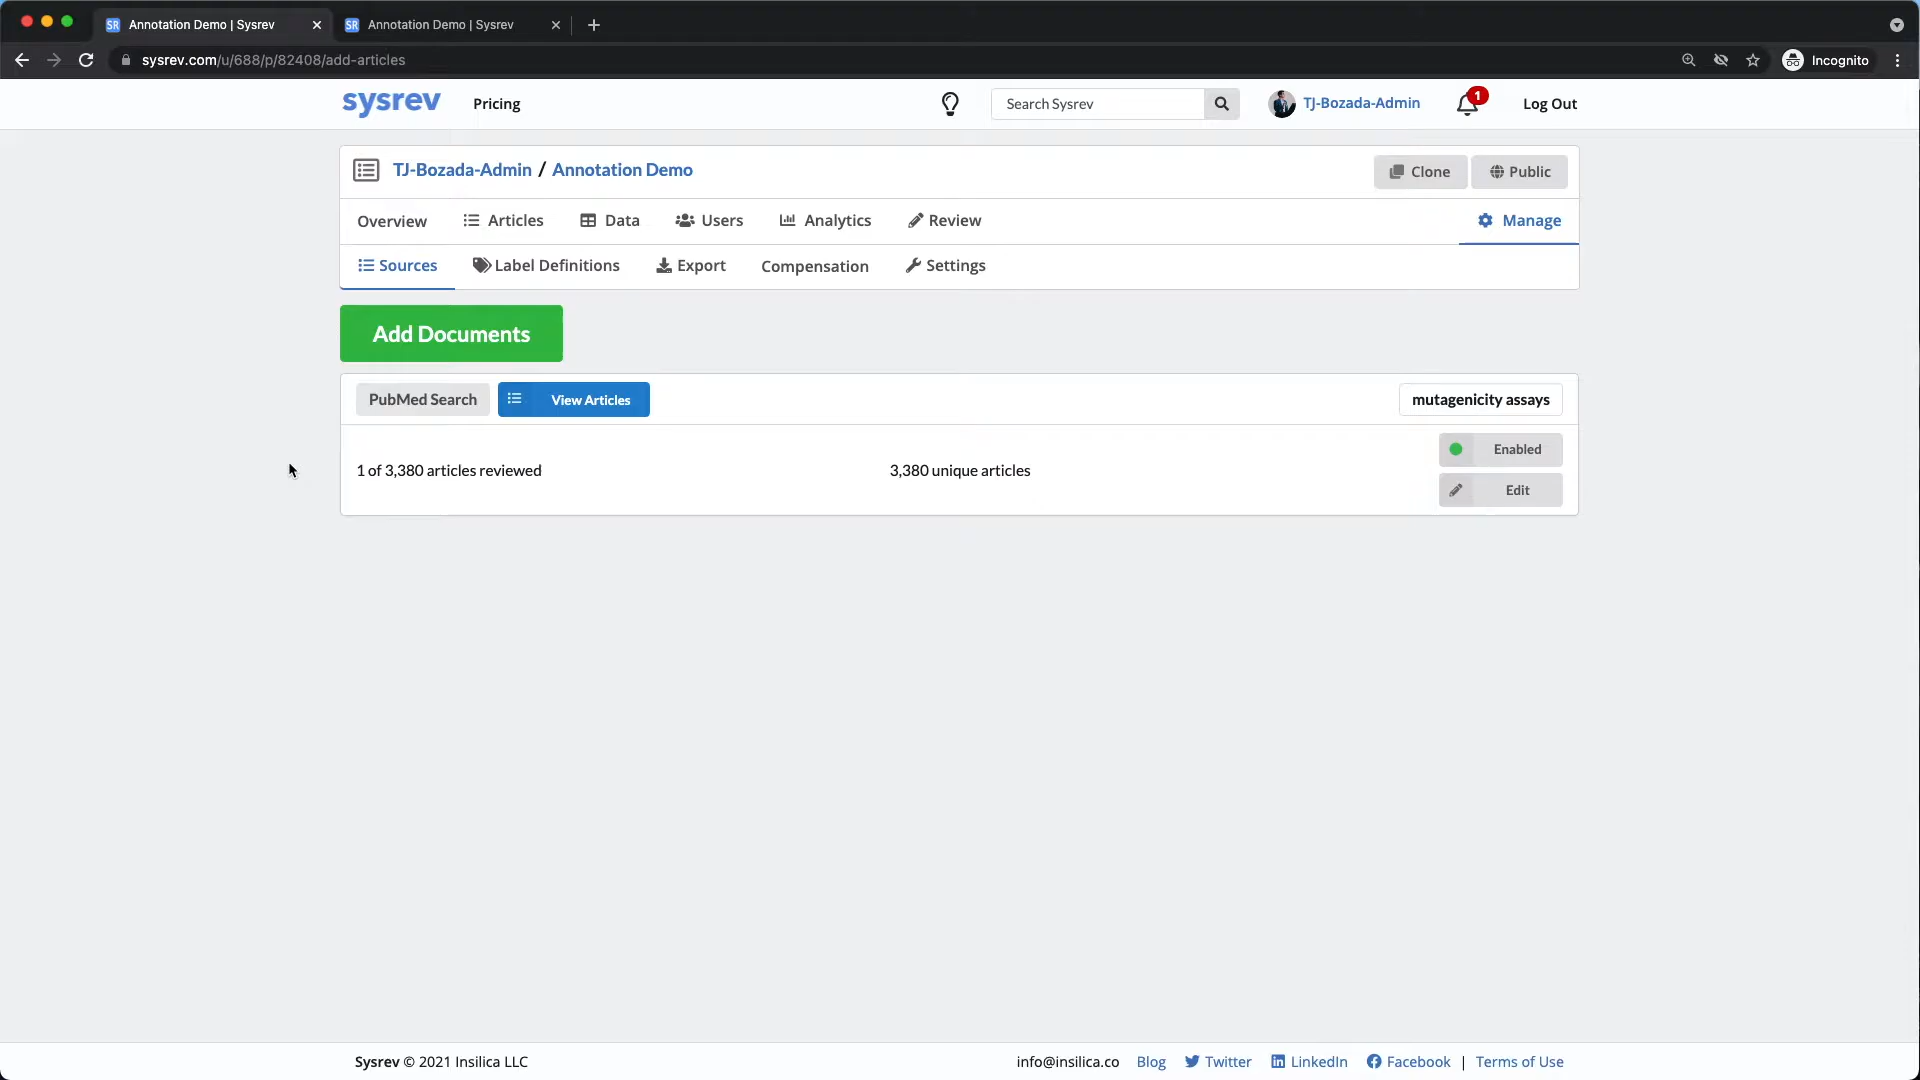 SR Annotation Demo | Sysrev
SR Annotation Demo | Sysrev
sysrev.com/u/688/p/82408/add-articles
Incognito
sysrev
Pricing
Search Sysrev
TJ-Bozada-Admin
1
Log Out
TJ-Bozada-Admin / Annotation Demo
Clone
Public
Overview
Articles
Data
Users
Analytics
Review
Manage
Sources
Label Definitions
Export
Compensation
Settings
Add Documents
PubMed Search
View Articles
mutagenicity assays
1 of 3,380 articles reviewed
3,380 unique articles
Enabled
Edit
Sysrev © 2021 Insilica LLC
info@insilica.co
Blog
Twitter
LinkedIn
Facebook | Terms of Use